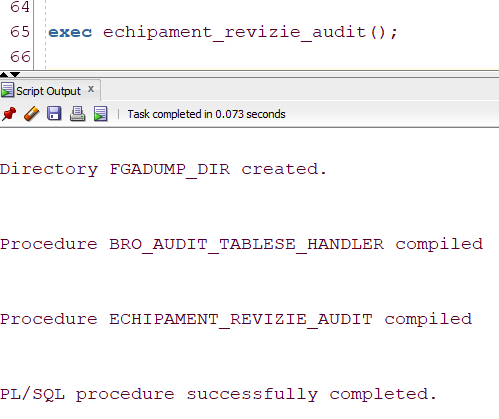 64
65 exec echipament_revizie_audit();
66
Script Output x
Task completed in 0.073 seconds
Directory FGADUMP_DIR created.
Procedure BRO_AUDIT_TABLESE_HANDLER compiled
Procedure ECHIPAMENT_REVIZIE_AUDIT compiled
PL/SQL procedure successfully completed.